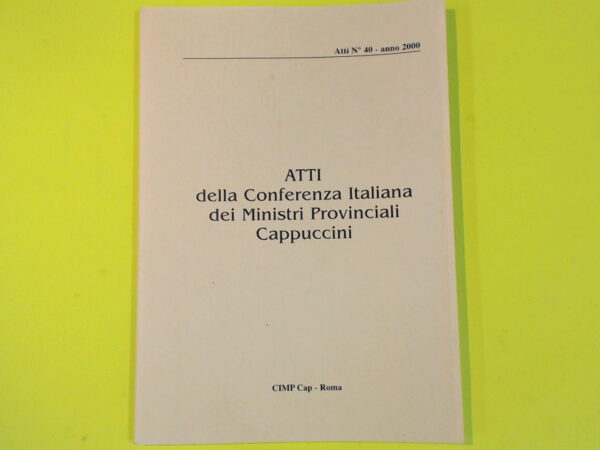 Atti N° 40 - anno 2000
ATTI
della Conferenza Italiana
dei Ministri Provinciali
Cappuccini
CIMP Cap - Roma